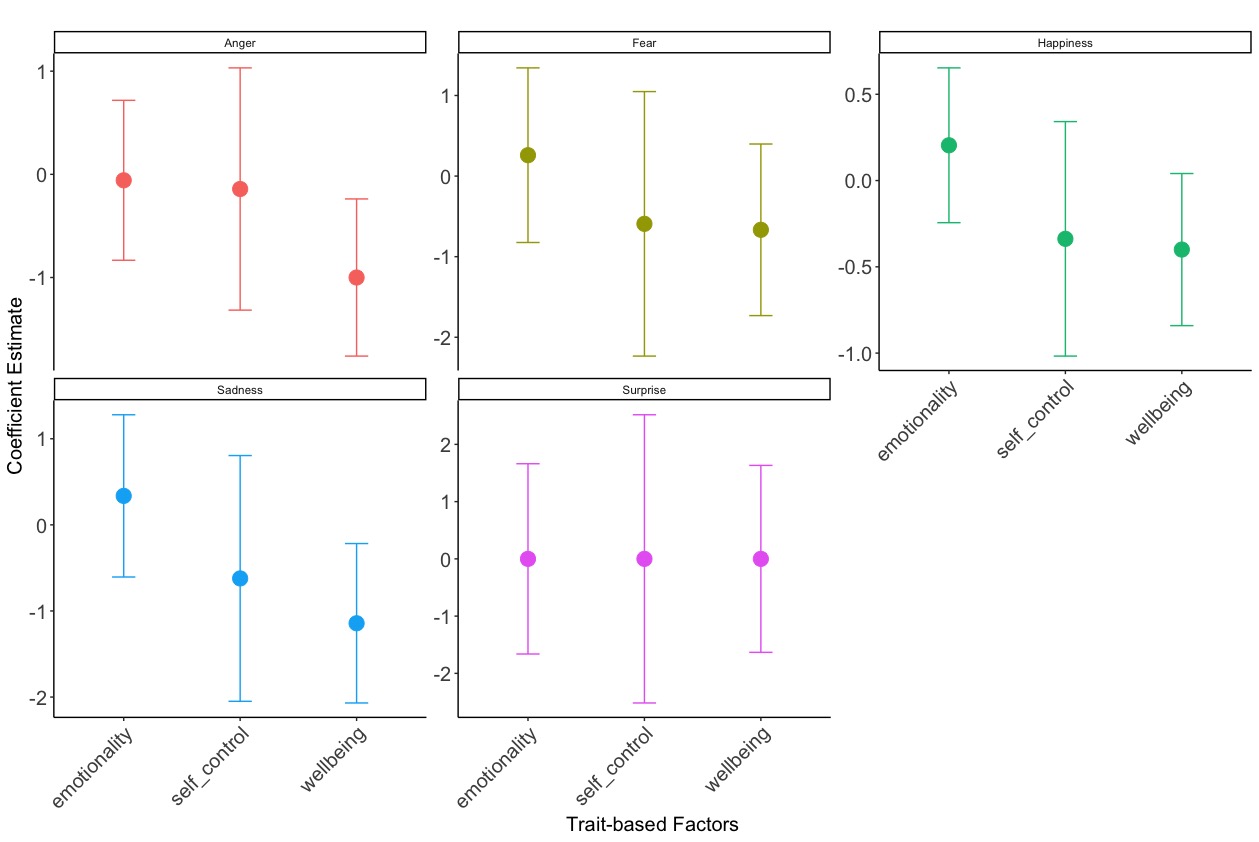 Anger
Fear
Happiness
1
0
-1
1
0
-1
-2
0.5
0.0
-0.5
-1.0
emotionality
self_control
wellbeing
Coefficient Estimate
Sadness
Surprise
1
0
-1
-2
2
1
0
-1
-2
emotionality
self_control
wellbeing
emotionality
self_control
wellbeing
Trait-based Factors